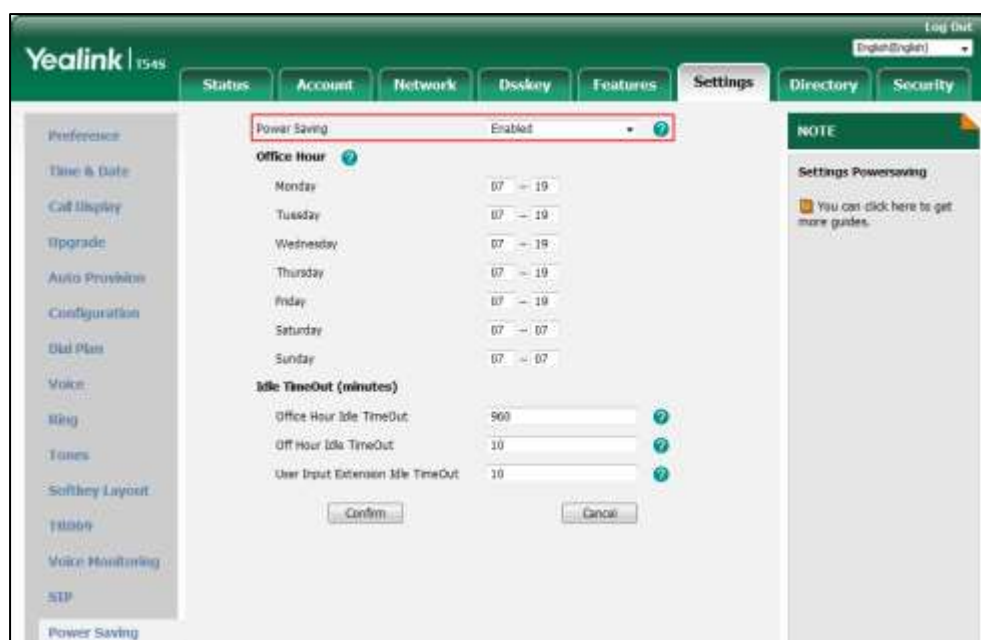 Log Out
English(English)
Yealink | T54S
Status Account Network Dsskey Features Settings Directory Security
Preference
Time & Date
Call Display
Upgrade
Auto Provision
Configuration
Dial Plan
Voice
Ring
Tones
Softkey Layout
TR069
Voice Monitoring
SIP
Power Saving
Power Saving Enabled
Office Hour
Monday 07 – 19
Tuesday 07 – 19
Wednesday 07 – 19
Thursday 07 – 19
Friday 07 – 19
Saturday 07 – 07
Sunday 07 – 07
Idle TimeOut (minutes)
Office Hour Idle TimeOut 960
Off Hour Idle TimeOut 10
User Input Extension Idle TimeOut 10
Confirm Cancel
NOTE
Settings Powersaving
You can click here to get
more guides.